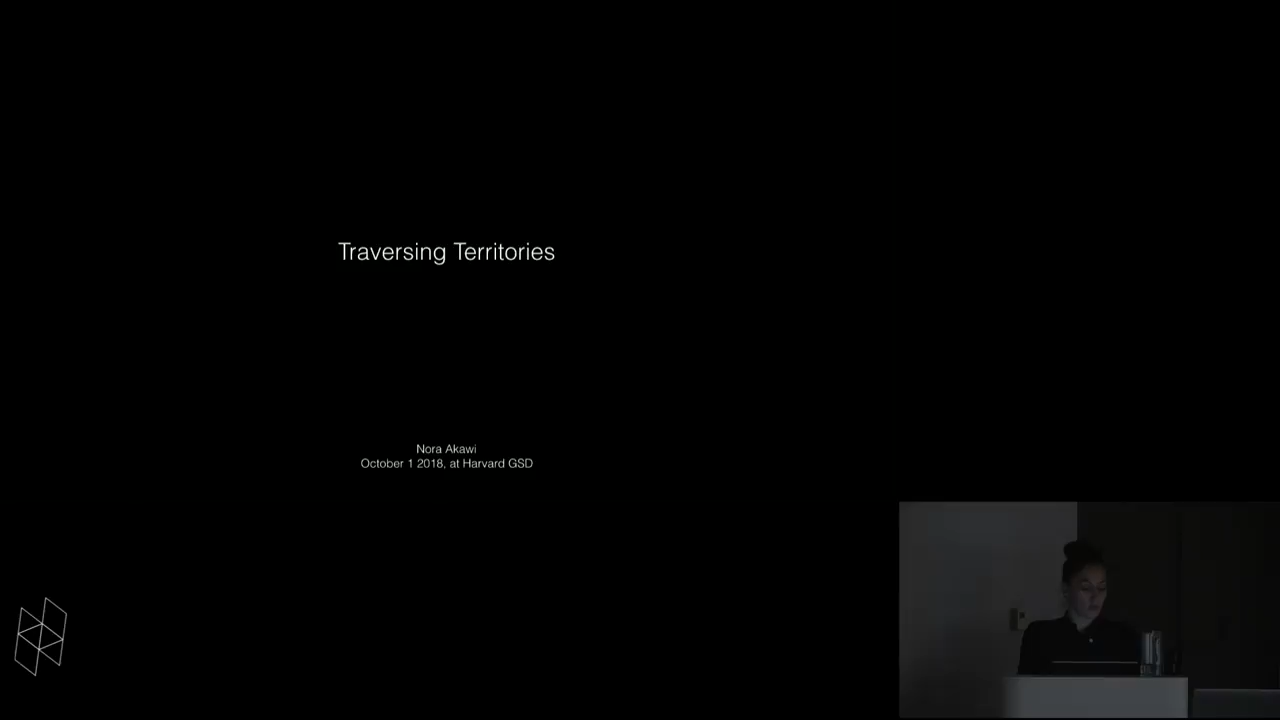 Traversing Territories
Nora Akawi
October 1 2018, at Harvard GSD